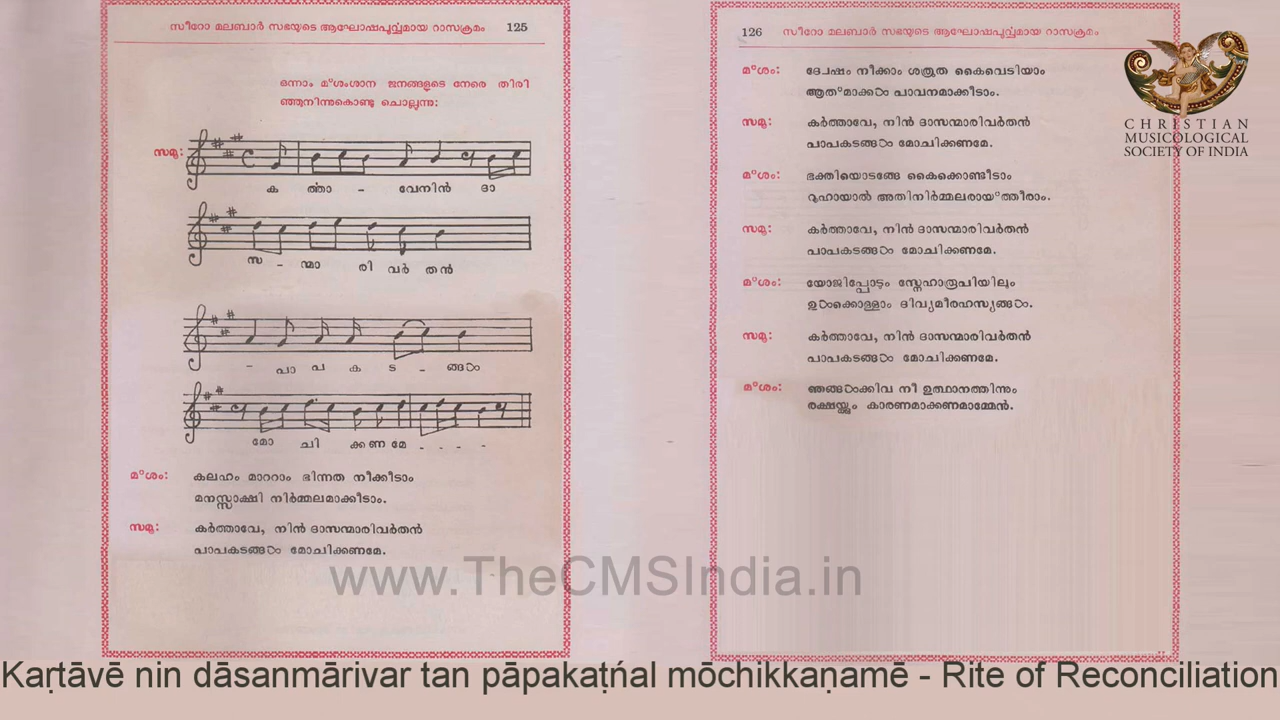 സീറോ മലബാർ സഭയുടെ ആഘോഷപൂർവ്വമായ റാസക്രമം 125
ഒന്നാം മ്ശംശാന ജനങ്ങളുടെ നേരെ തിരി
ഞ്ഞുനിന്നുകൊണ്ടു ചൊല്ലുന്നു:
സമൂ:
ക ർത്താ - വേനിൻ ദാ
സ - ന്മാ രി വർ തൻ
- പാ പ ക ട - ങ്ങൾ
മോ ചി ക്കണ മേ - - - -
മ്ശം: കലഹം മാററാം ഭിന്നത നീക്കീടാം
മനസ്സാക്ഷി നിർമ്മലമാക്കീടാം.
സമൂ: കർത്താവേ, നിൻ ദാസന്മാരിവർതൻ
പാപകടങ്ങൾ മോചിക്കണമേ.
126 സീറോ മലബാർ സഭയുടെ ആഘോഷപൂർവ്വമായ റാസക്രമം
മ്ശം: ദ്വേഷം നീക്കാം ശത്രുത കൈവെടിയാം
ആത്മാക്കൾ പാവനമാക്കീടാം.
സമൂ: കർത്താവേ, നിൻ ദാസന്മാരിവർതൻ
പാപകടങ്ങൾ മോചിക്കണമേ.
മ്ശം: ഭക്തിയൊടങ്ങേ കൈക്കൊണ്ടീടാം
റൂഹായാൽ അതിനിർമ്മലരായ്ത്തീരാം.
സമൂ: കർത്താവേ, നിൻ ദാസന്മാരിവർതൻ
പാപകടങ്ങൾ മോചിക്കണമേ.
മ്ശം: യോജിപ്പോടും സ്നേഹാരൂപിയിലും
ഉൾക്കൊള്ളാം ദിവ്യമീരഹസ്യങ്ങൾ.
സമൂ: കർത്താവേ, നിൻ ദാസന്മാരിവർതൻ
പാപകടങ്ങൾ മോചിക്കണമേ.
മ്ശം: ഞങ്ങൾക്കിവ നീ ഉത്ഥാനത്തിന്നും
രക്ഷയ്ക്കും കാരണമാക്കണമാമ്മേൻ.
CHRISTIAN
MUSICOLOGICAL
SOCIETY OF INDIA
www.TheCMSIndia.in
Kaṛtāvē nin dāsanmārivar tan pāpakaṭńal mōchikkaṇamē - Rite of Reconciliation